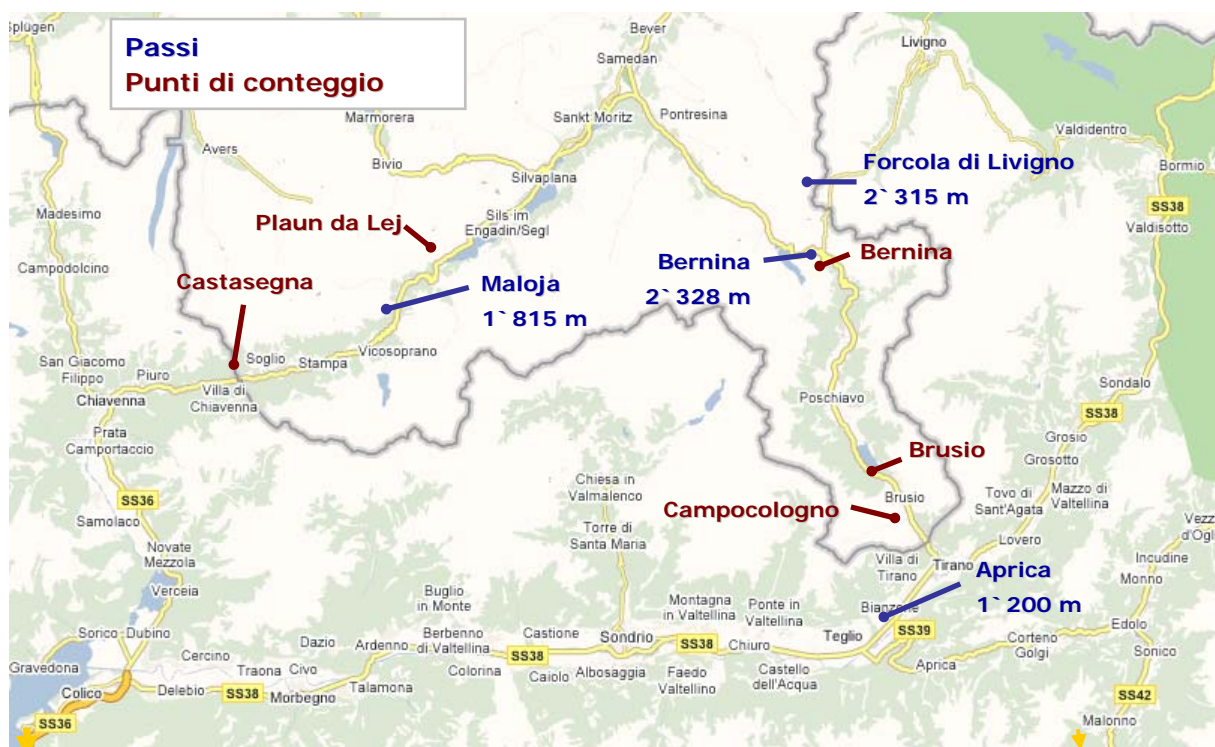 Passi
Punti di conteggio
Splügen
Bever
Samedan
Livigno
Marmorera
Sankt Moritz
Pontresina
Valdidentro
Bormio
Avers
Bivio
Silvaplana
Forcola di Livigno
2`315 m
SS38
Madesimo
Plaun da Lej
Sils im
Engadin/Segl
Valdisotto
Campodolcino
Castasegna
Maloja
1`815 m
Bernina
2`328 m
Bernina
San Giacomo
Filippo
Piuro
Soglio
Stampa
Vicosoprano
Chiavenna
Villa di
Chiavenna
Sondalo
Poschiavo
SS38
Prata
Camportaccio
Grosio
Grosotto
Brusio
SS36
Chiesa in
Valmalenco
Brusio
Tovo di
Sant'Agata
Mazzo di
Valtellina
Samolaco
Campocologno
Torre di
Santa Maria
Lovero
Novate
Mezzola
Villa di
Tirano
Tirano
Incudine
Verceia
Aprica
1`200 m
Monno
Buglio
in Monte
Montagna
in Valtellina
Ponte in
Valtellina
Bianzone
Sorico
Dubino
Dazio
Berbenno
di Valtellina
Castione
Sondrio
SS38
Chiuro
Teglio
SS39
Corteno
Golgi
Edolo
Gravedona
Cercino
Traona
Civo
Ardenno
Colorina
SS38
Caiolo
Albosaggia
Faedo
Valtellino
Castello
dell'Acqua
Aprica
Sonico
Colico
Delebio
SS38
Morbegno
Talamona
SS42
SS36
Malonno